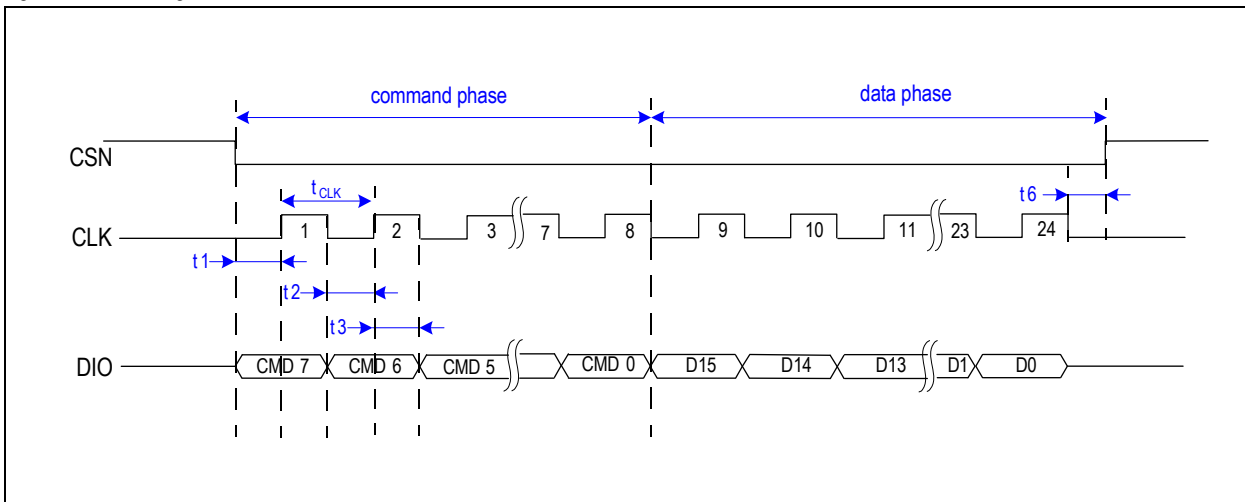 command phase
data phase
CSN
t CLK
t6
CLK
1
2
3
7
8
9
10
11
23
24
t1
t2
t3
DIO
CMD 7
CMD 6
CMD 5
CMD 0
D15
D14
D13
D1
D0